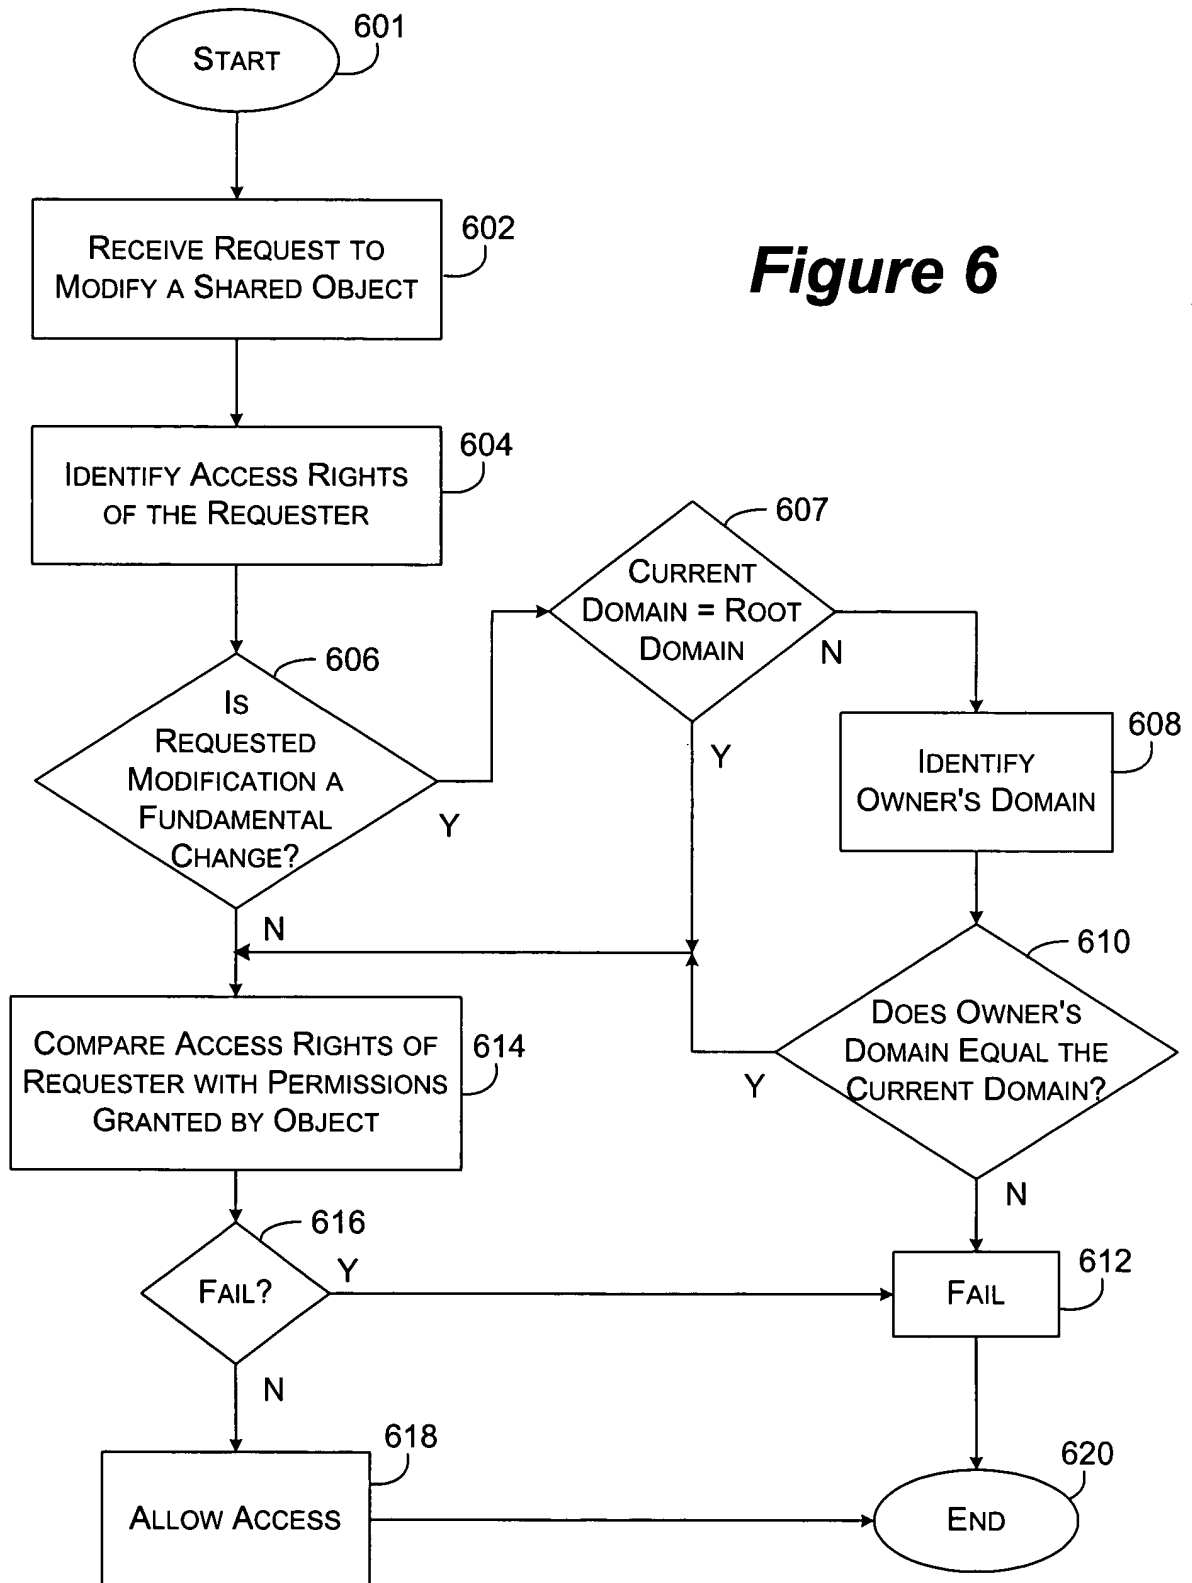 601
START
602
RECEIVE REQUEST TO
MODIFY A SHARED OBJECT
Figure 6
604
IDENTIFY ACCESS RIGHTS
OF THE REQUESTER
607
CURRENT
DOMAIN = ROOT
DOMAIN
N
Y
606
IS
REQUESTED
MODIFICATION A
FUNDAMENTAL
CHANGE?
Y
N
608
IDENTIFY
OWNER'S DOMAIN
610
DOES OWNER'S
DOMAIN EQUAL THE
CURRENT DOMAIN?
Y
N
614
COMPARE ACCESS RIGHTS OF
REQUESTER WITH PERMISSIONS
GRANTED BY OBJECT
616
FAIL?
Y
N
612
FAIL
618
ALLOW ACCESS
620
END